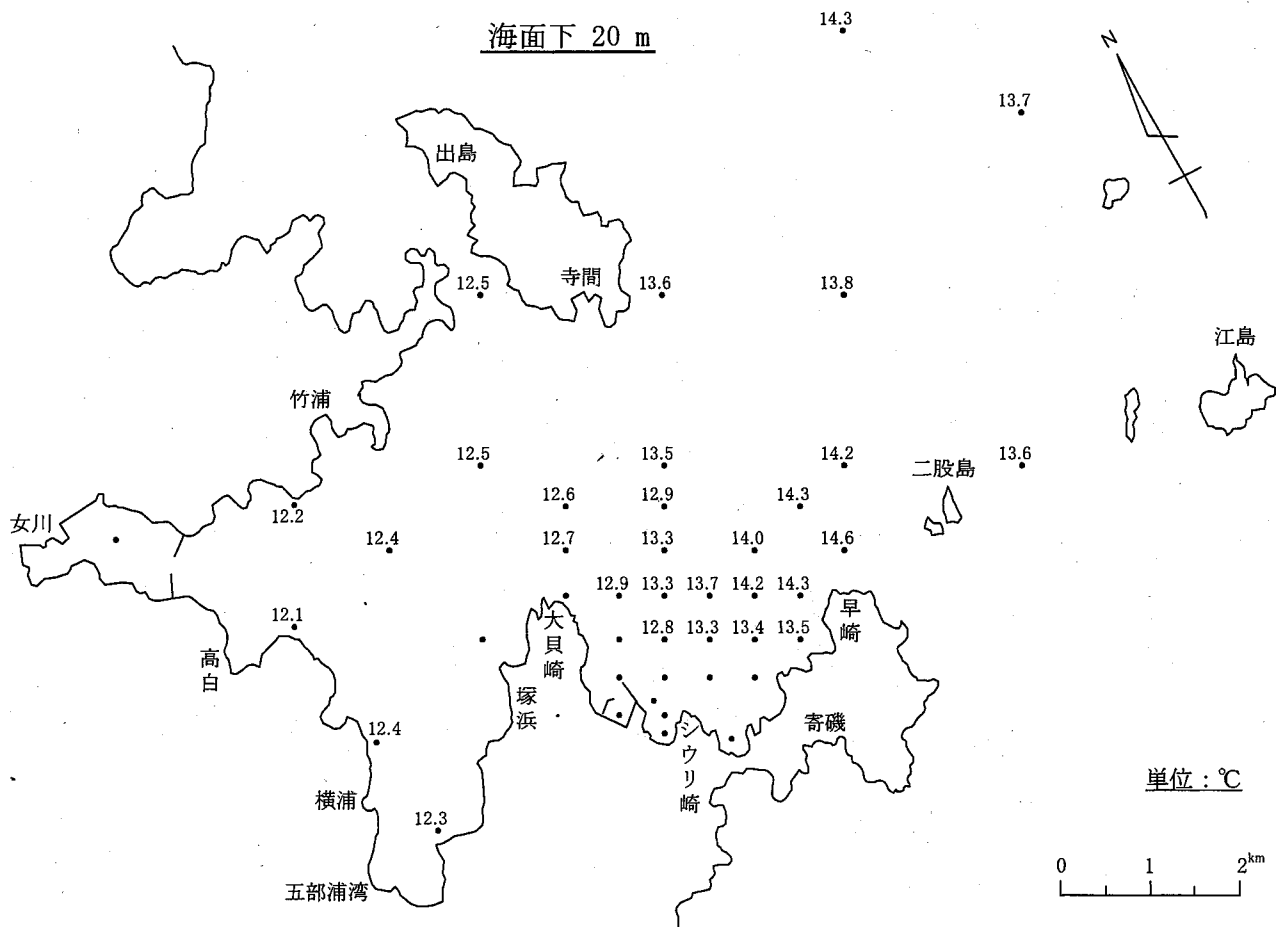 海面下 20 m
14.3
N
13.7
出島
寺間
12.5
13.6
13.8
江島
竹浦
12.5
13.5
14.2
二股島
13.6
12.6
12.9
14.3
女川
12.2
12.4
12.7
13.3
14.0
14.6
12.9
13.3
13.7
14.2
14.3
12.1
大貝崎
12.8
13.3
13.4
13.5
早崎
高白
塚浜
シウリ崎
寄磯
12.4
横浦
12.3
五部浦湾
単位：℃
0 1 2km